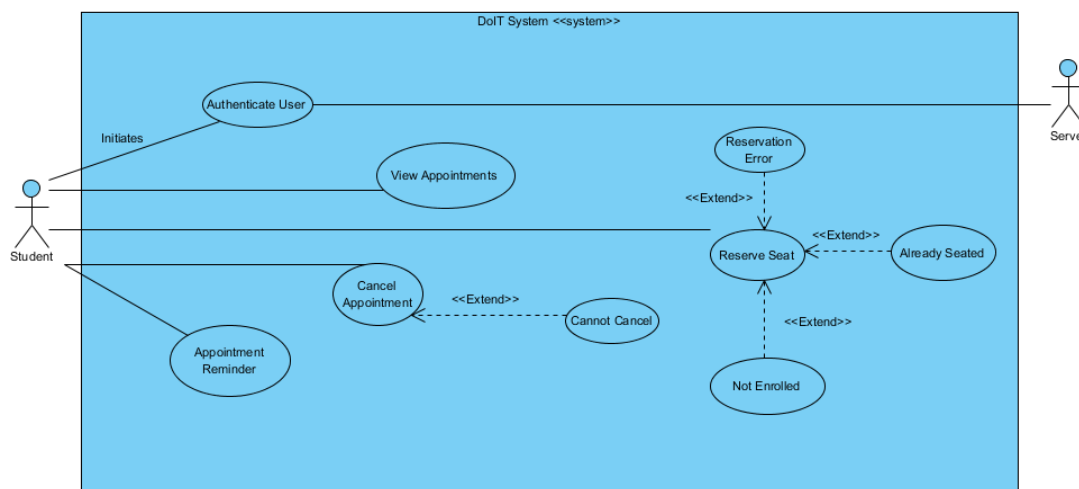 DoIT System <<system>>
Authenticate User
Initiates
Serve
Reservation
Error
View Appointments
<<Extend>>
Student
<<Extend>>
Reserve Seat
Already Seated
Cancel
Appointment
<<Extend>>
Cannot Cancel
<<Extend>>
Appointment
Reminder
Not Enrolled